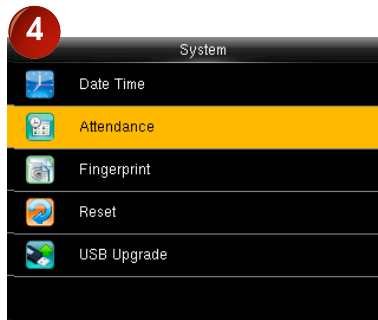 4
System
Date Time
Attendance
Fingerprint
Reset
USB Upgrade